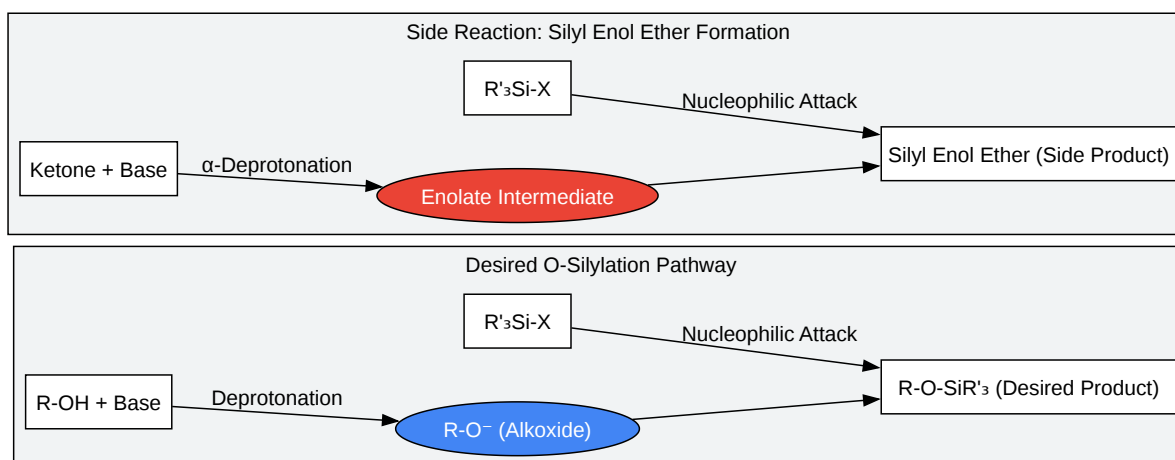 Side Reaction: Silyl Enol Ether Formation
R'₃Si-X
Nucleophilic Attack
Ketone + Base
α-Deprotonation
Enolate Intermediate
Silyl Enol Ether (Side Product)
Desired O-Silylation Pathway
R'₃Si-X
Nucleophilic Attack
R-OH + Base
Deprotonation
R-O⁻ (Alkoxide)
R-O-SiR'₃ (Desired Product)